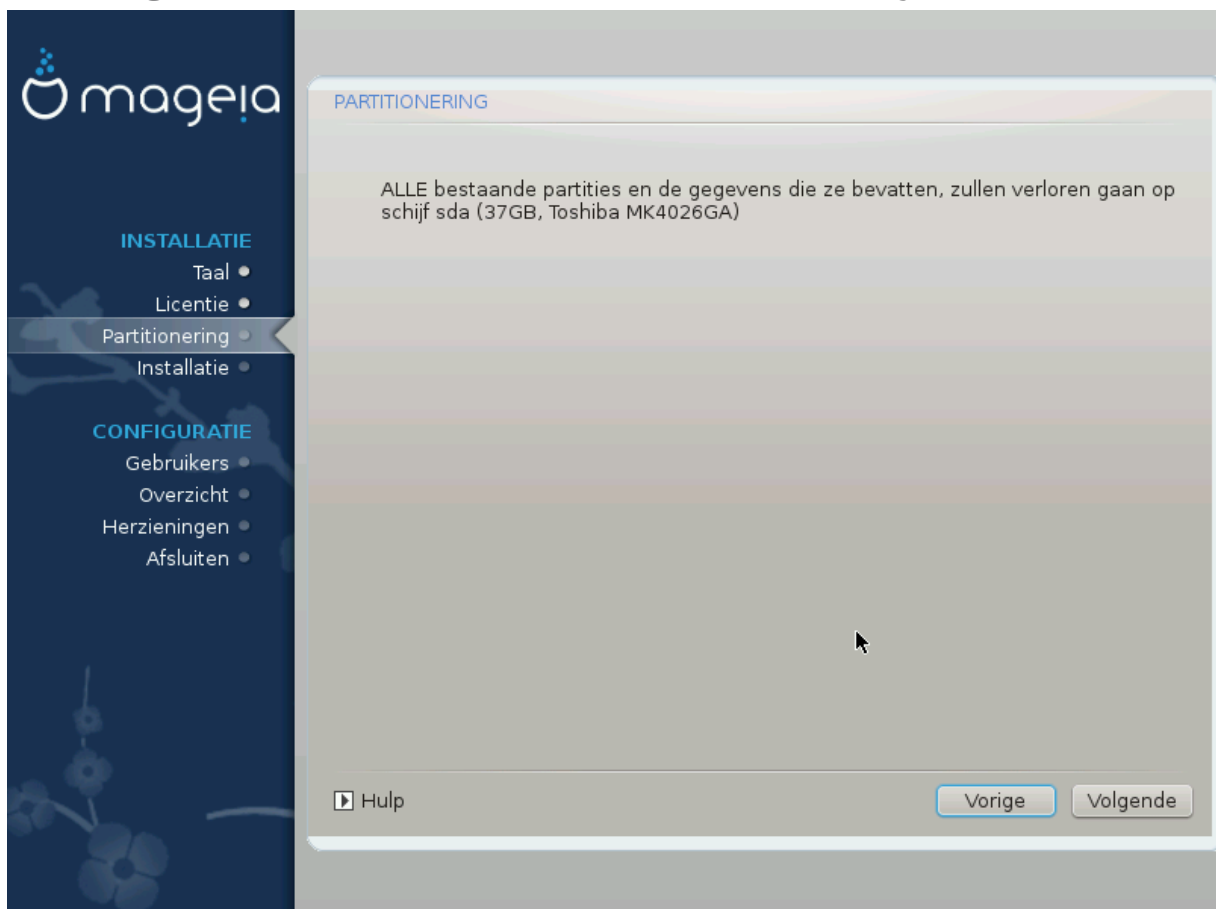 mageia
PARTITIONERING
ALLE bestaande partities en de gegevens die ze bevatten, zullen verloren gaan op
schijf sda (37GB, Toshiba MK4026GA)
INSTALLATIE
Taal
Licentie
Partitionering
Installatie
CONFIGURATIE
Gebruikers
Overzicht
Herzieningen
Afsluiten
Hulp
Vorige
Volgende